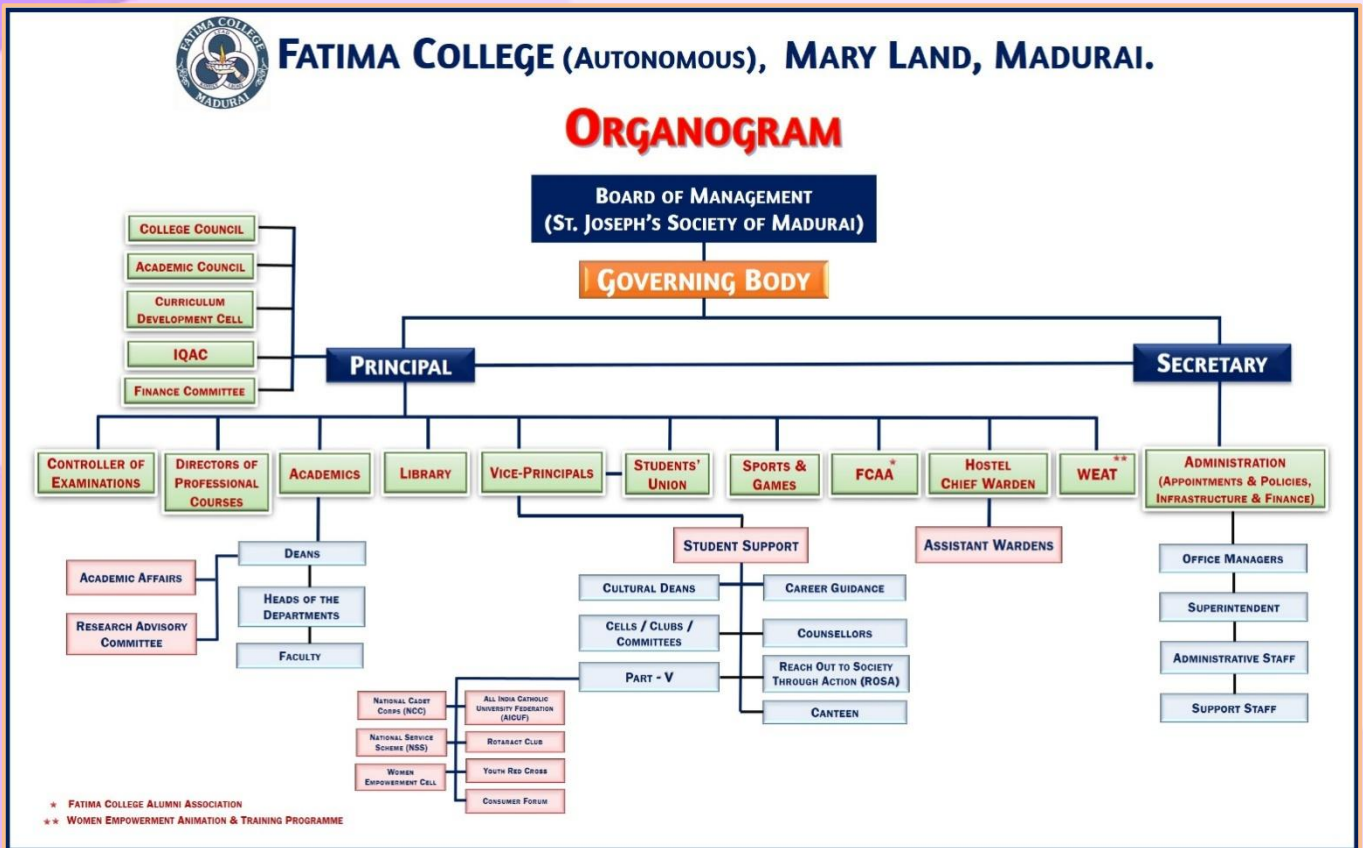 FATIMA COLLEGE
LEAD
MADURAI
FATIMA COLLEGE (AUTONOMOUS), MARY LAND, MADURAI.
ORGANOGRAM
BOARD OF MANAGEMENT
(ST. JOSEPH'S SOCIETY OF MADURAI)
GOVERNING BODY
COLLEGE COUNCIL
ACADEMIC COUNCIL
CURRICULUM
DEVELOPMENT CELL
IQAC
FINANCE COMMITTEE
PRINCIPAL
SECRETARY
CONTROLLER OF
EXAMINATIONS
DIRECTORS OF
PROFESSIONAL
COURSES
ACADEMICS
LIBRARY
VICE-PRINCIPALS
STUDENTS'
UNION
SPORTS &
GAMES
FCAA*
HOSTEL
CHIEF WARDEN
WEAT**
ADMINISTRATION
(APPOINTMENTS & POLICIES,
INFRASTRUCTURE & FINANCE)
DEANS
ACADEMIC AFFAIRS
HEADS OF THE
DEPARTMENTS
RESEARCH ADVISORY
COMMITTEE
FACULTY
STUDENT SUPPORT
CULTURAL DEANS
CAREER GUIDANCE
CELLS / CLUBS /
COMMITTEES
COUNSELLORS
PART - V
REACH OUT TO SOCIETY
THROUGH ACTION (ROSA)
CANTEEN
NATIONAL CADET
CORPS (NCC)
ALL INDIA CATHOLIC
UNIVERSITY FEDERATION
(AICUF)
NATIONAL SERVICE
SCHEME (NSS)
ROTARACT CLUB
WOMEN
EMPOWERMENT CELL
YOUTH RED CROSS
CONSUMER FORUM
ASSISTANT WARDENS
OFFICE MANAGERS
SUPERINTENDENT
ADMINISTRATIVE STAFF
SUPPORT STAFF
* FATIMA COLLEGE ALUMNI ASSOCIATION
** WOMEN EMPOWERMENT ANIMATION & TRAINING PROGRAMME